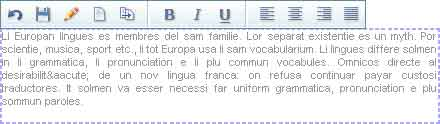 B I U
Li Europan lingues es membres del sam familie. Lor separat existentie es un myth. Por
scientie, musica, sport etc., li tot Europa usa li sam vocabularium. Li lingues differe solmen
in li grammatica, li pronunciation e li plu commun vocabules. Omnicos directe al
desirabilit&aacute; de un nov lingua franca: on refusa continuar payar custosi
traductores. It solmen va esser necessi far uniform grammatica, pronunciation e plu
sommun paroles.